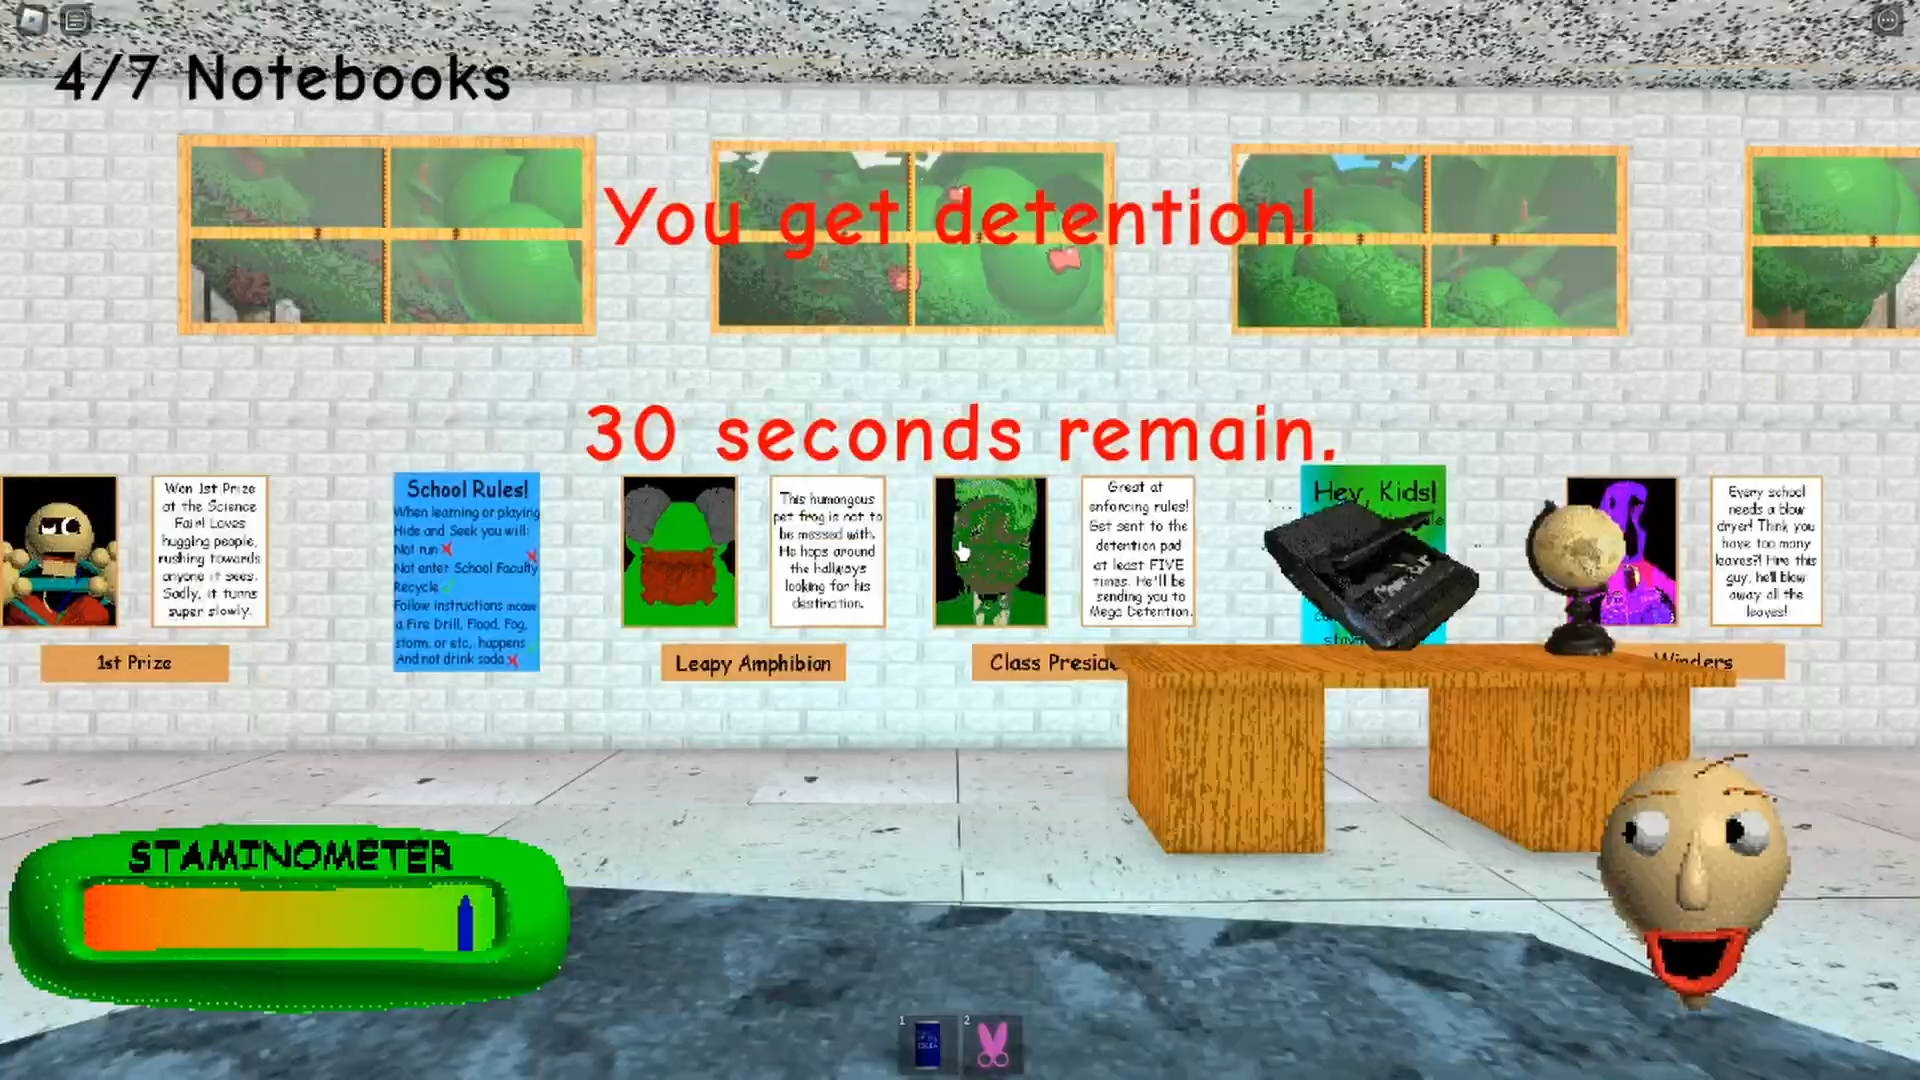 4/7 Notebooks
You get detention!
30 seconds remain.
Won 1st Prize
at the Science
Fair! Loves
hugging people,
rushing towards
anyone it sees.
Sadly, it turns
super slowly.
1st Prize
School Rules!
When learning or playing
Hide and Seek you will:
Not run
Not enter School Faculty
Recycle
Follow instructions incase
a Fire Drill, Flood, Fog,
storm, or etc, happens
And not drink soda
This humongous
pet frog is not to
be messed with.
He hops around
the hallways
looking for his
destination.
Leapy Amphibian
Great at
enforcing rules!
Get sent to the
detention pad
at least FIVE
times. He'll be
sending you to
Mega Detention.
Class
Hey, Kids!
Every school
needs a blow
dryer! Think you
have too many
leaves?! Hire this
guy, he'll blow
away all the
leaves!
Winders
STAMINOMETER
1
2